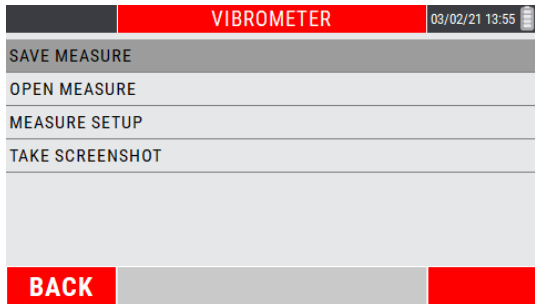 VIBROMETER
03/02/21 13:55
SAVE MEASURE
OPEN MEASURE
MEASURE SETUP
TAKE SCREENSHOT
BACK